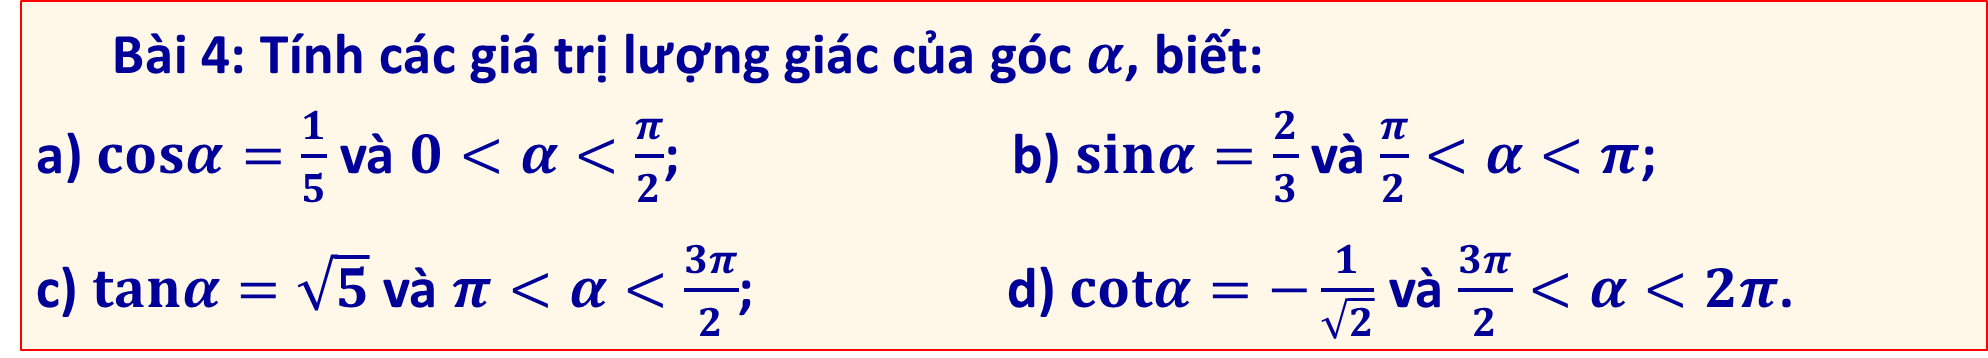 Bài 4: Tính các giá trị lượng giác của góc α, biết:
a) cosα = 1/5 và 0 < α < π/2; b) sinα = 2/3 và π/2 < α < π;
c) tanα = √5 và π < α < 3π/2; d) cotα = −1/√2 và 3π/2 < α < 2π.